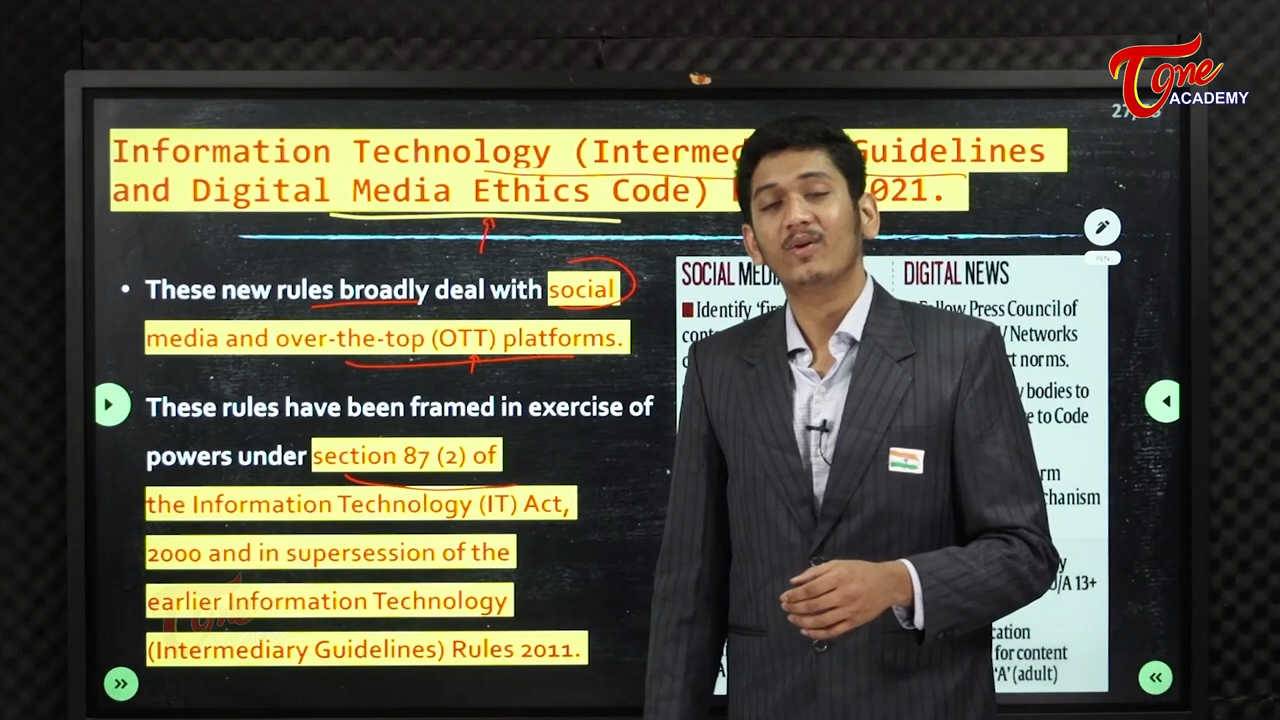 Tone
ACADEMY
Information Technology (Intermed Guidelines
and Digital Media Ethics Code) 2021.
PEN
• These new rules broadly deal with social
media and over-the-top (OTT) platforms.
These rules have been framed in exercise of
powers under section 87 (2) of
the Information Technology (IT) Act,
2000 and in supersession of the
earlier Information Technology
(Intermediary Guidelines) Rules 2011.
SOCIAL MEDI
Identify 'fir
DIGITAL NEWS
Follow Press Council of
Networks
norms.
bodies to
to Code
chanism
/A 13+
for content
'A' (adult)